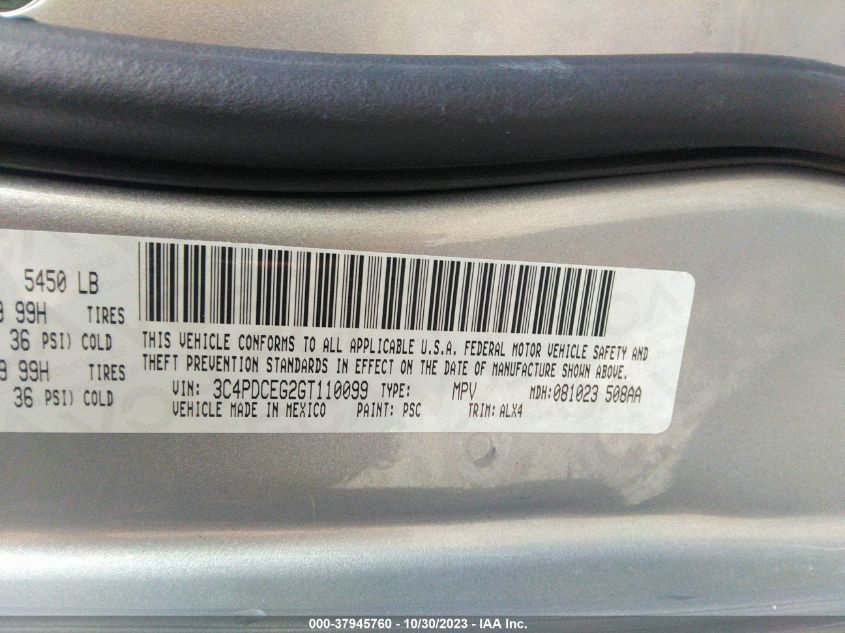 5450 LB
99H TIRES
36 PSI) COLD
99H TIRES
36 PSI) COLD
THIS VEHICLE CONFORMS TO ALL APPLICABLE U.S.A. FEDERAL MOTOR VEHICLE SAFETY AND
THEFT PREVENTION STANDARDS IN EFFECT ON THE DATE OF MANUFACTURE SHOWN ABOVE.
VIN: 3C4PDCEG2GT110099 TYPE: MPV MDH:081023 508AA
VEHICLE MADE IN MEXICO PAINT: PSC TRIM: ALX4
000-37945760 - 10/30/2023 - IAA Inc.